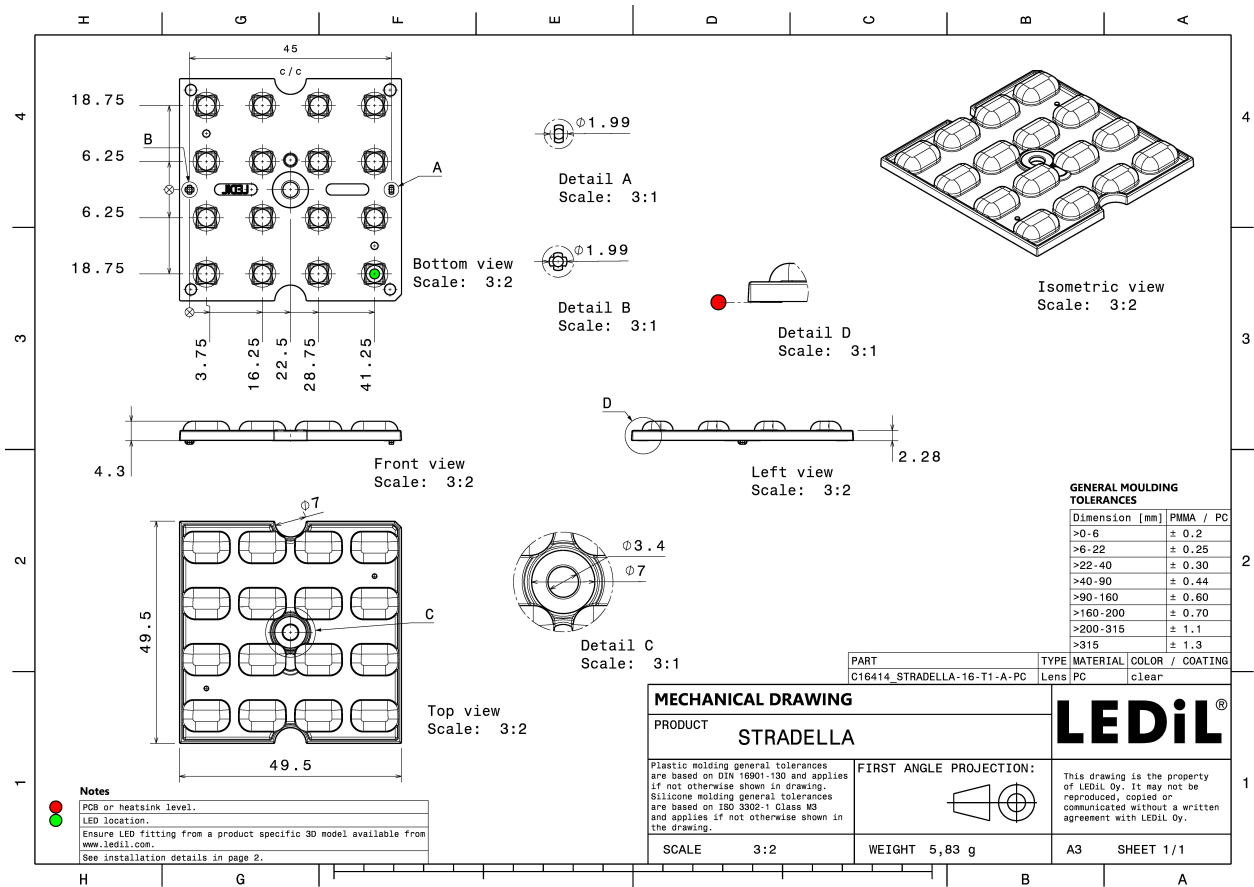 H G F E D C B A
45
c/c
18.75
6.25
6.25
18.75
B
A
LEDiL
3.75
16.25
22.5
28.75
41.25
Bottom view
Scale: 3:2
∅1.99
Detail A
Scale: 3:1
∅1.99
Detail B
Scale: 3:1
Detail D
Scale: 3:1
Isometric view
Scale: 3:2
4
4
3
3
4.3
Front view
Scale: 3:2
D
2.28
Left view
Scale: 3:2
∅7
49.5
49.5
C
Top view
Scale: 3:2
∅3.4
∅7
Detail C
Scale: 3:1
2
2
GENERAL MOULDING
TOLERANCES
Dimension [mm] PMMA / PC
>0-6 ± 0.2
>6-22 ± 0.25
>22-40 ± 0.30
>40-90 ± 0.44
>90-160 ± 0.60
>160-200 ± 0.70
>200-315 ± 1.1
>315 ± 1.3
PART TYPE MATERIAL COLOR / COATING
C16414_STRADELLA-16-T1-A-PC Lens PC clear
MECHANICAL DRAWING
PRODUCT
STRADELLA
LEDiL®
Plastic molding general tolerances
are based on DIN 16901-130 and applies
if not otherwise shown in drawing.
Silicone molding general tolerances
are based on ISO 3302-1 Class M3
and applies if not otherwise shown in
the drawing.
FIRST ANGLE PROJECTION:
This drawing is the property
of LEDiL Oy. It may not be
reproduced, copied or
communicated without a written
agreement with LEDiL Oy.
SCALE 3:2
WEIGHT 5,83 g
A3 SHEET 1/1
1
1
Notes
PCB or heatsink level.
LED location.
Ensure LED fitting from a product specific 3D model available from
www.ledil.com.
See installation details in page 2.
H G B A